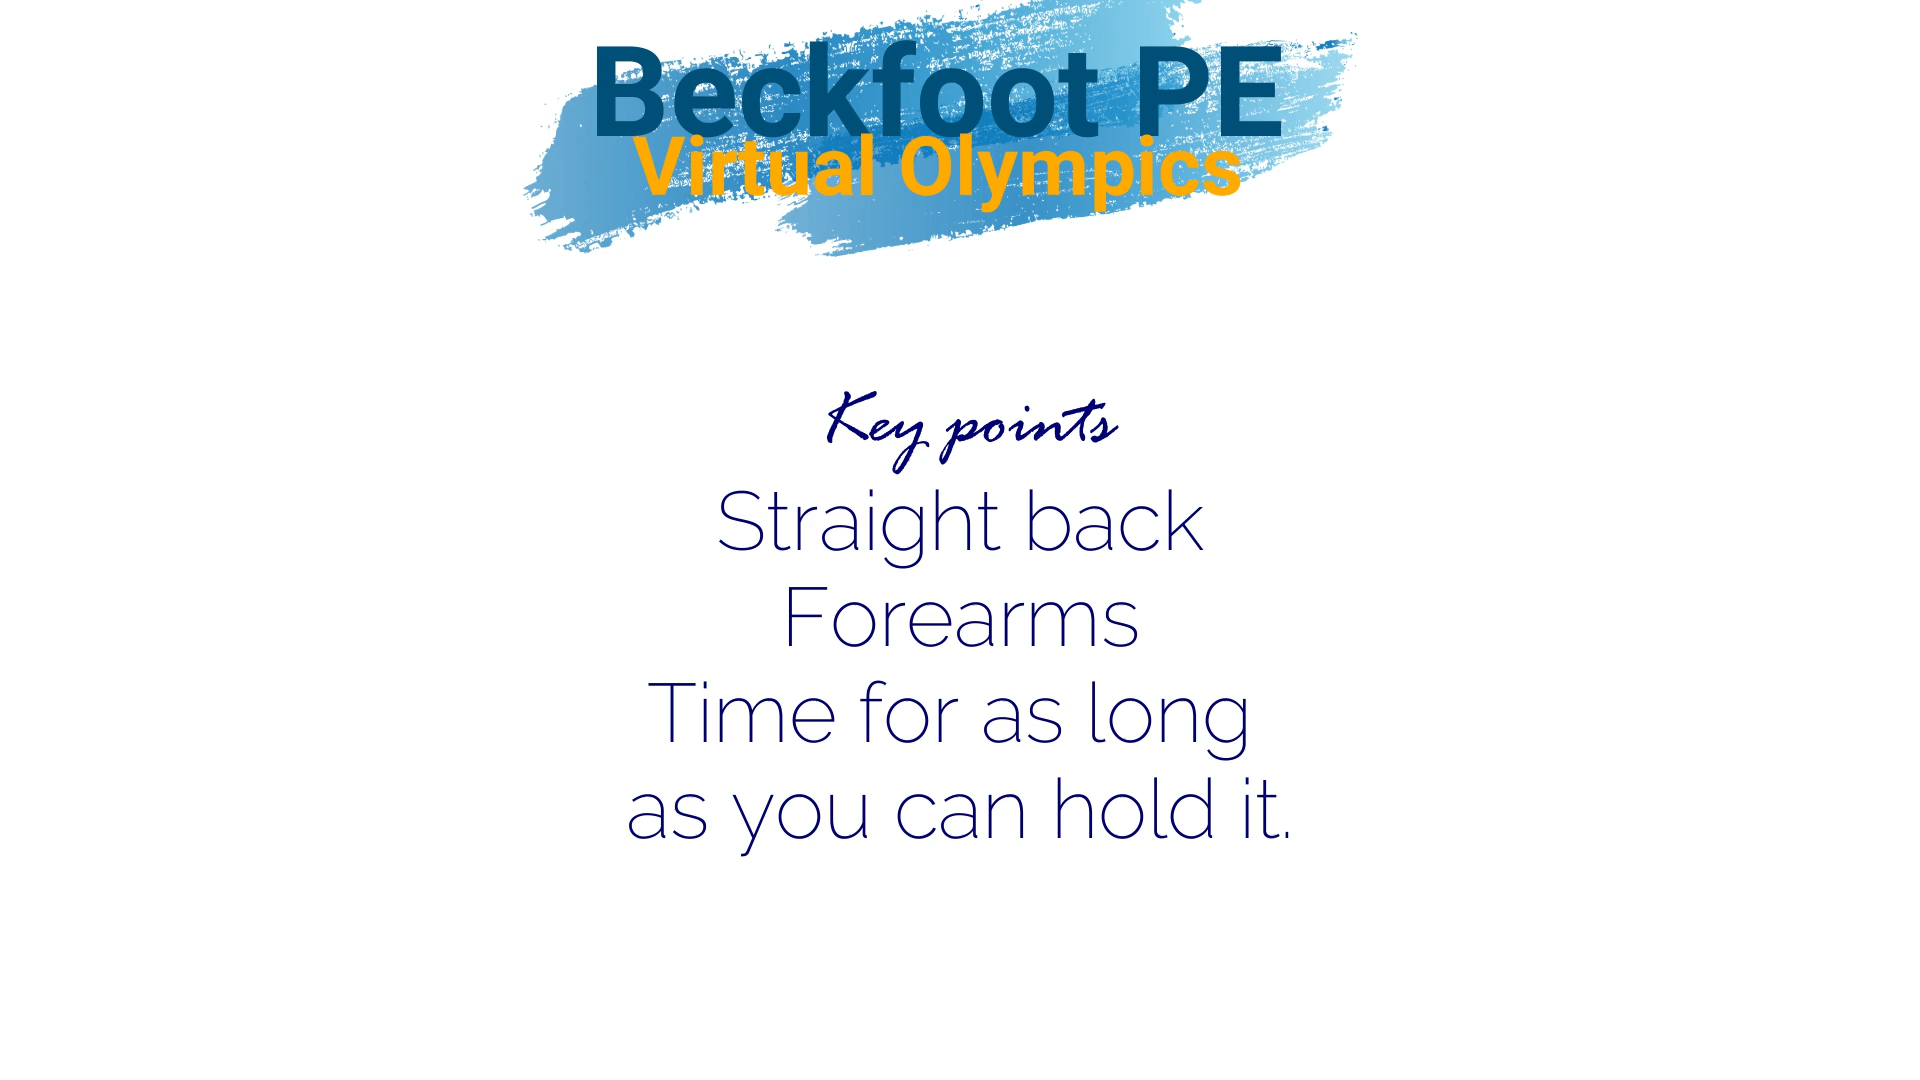 Beckfoot PE
Virtual Olympics
Key points
Straight back
Forearms
Time for as long
as you can hold it.